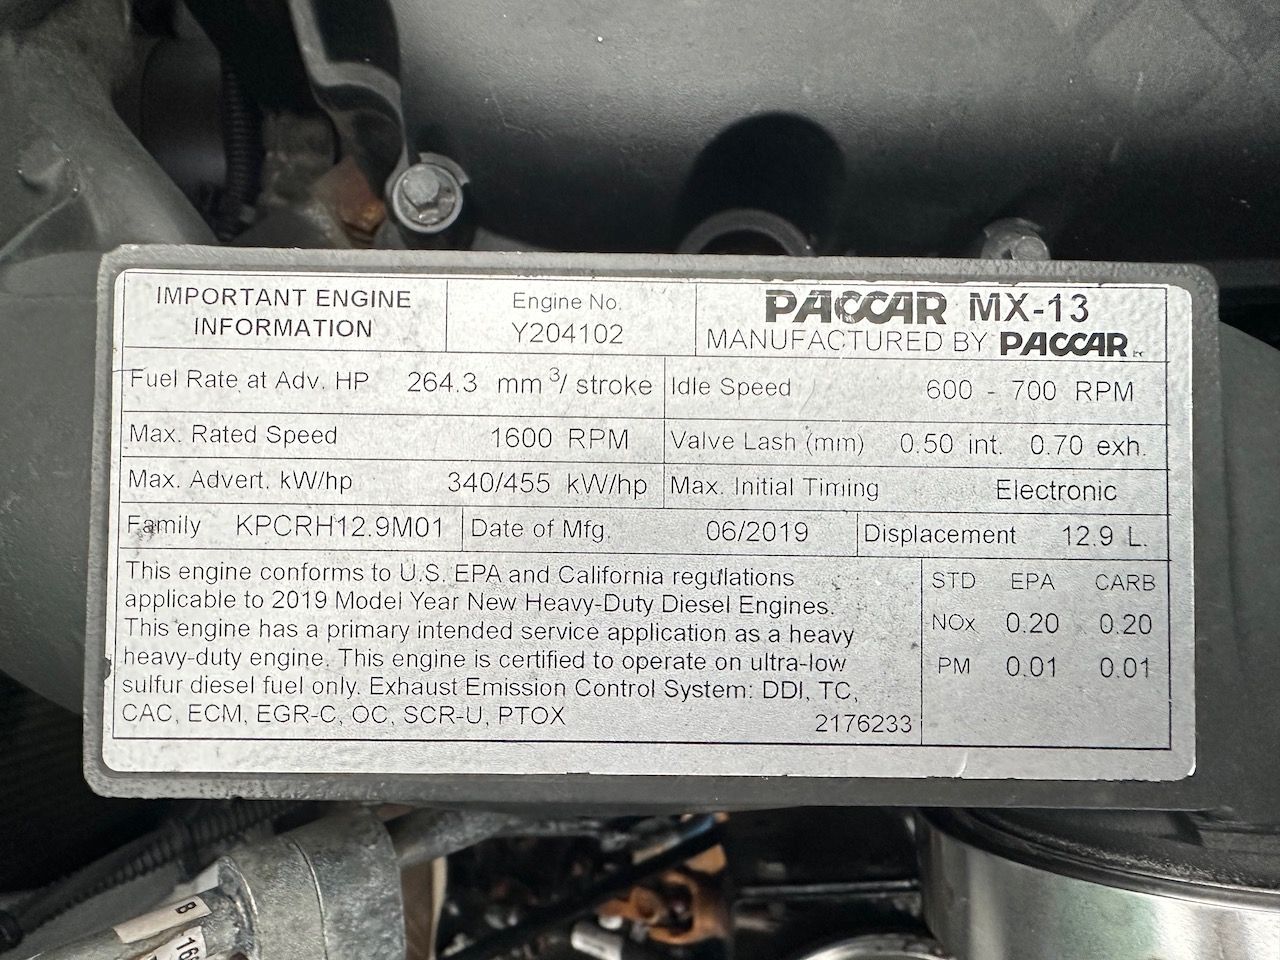 IMPORTANT ENGINE
INFORMATION
Engine No.
Y204102
PACCAR MX-13
MANUFACTURED BY PACCAR Inc
Fuel Rate at Adv. HP 264.3 mm³/ stroke
Idle Speed 600 - 700 RPM
Max. Rated Speed 1600 RPM
Valve Lash (mm) 0.50 int. 0.70 exh.
Max. Advert. kW/hp 340/455 kW/hp
Max. Initial Timing Electronic
Family KPCRH12.9M01
Date of Mfg. 06/2019
Displacement 12.9 L.
This engine conforms to U.S. EPA and California regulations
applicable to 2019 Model Year New Heavy-Duty Diesel Engines.
This engine has a primary intended service application as a heavy
heavy-duty engine. This engine is certified to operate on ultra-low
sulfur diesel fuel only. Exhaust Emission Control System: DDI, TC,
CAC, ECM, EGR-C, OC, SCR-U, PTOX
2176233
STD EPA CARB
NOx 0.20 0.20
PM 0.01 0.01
B